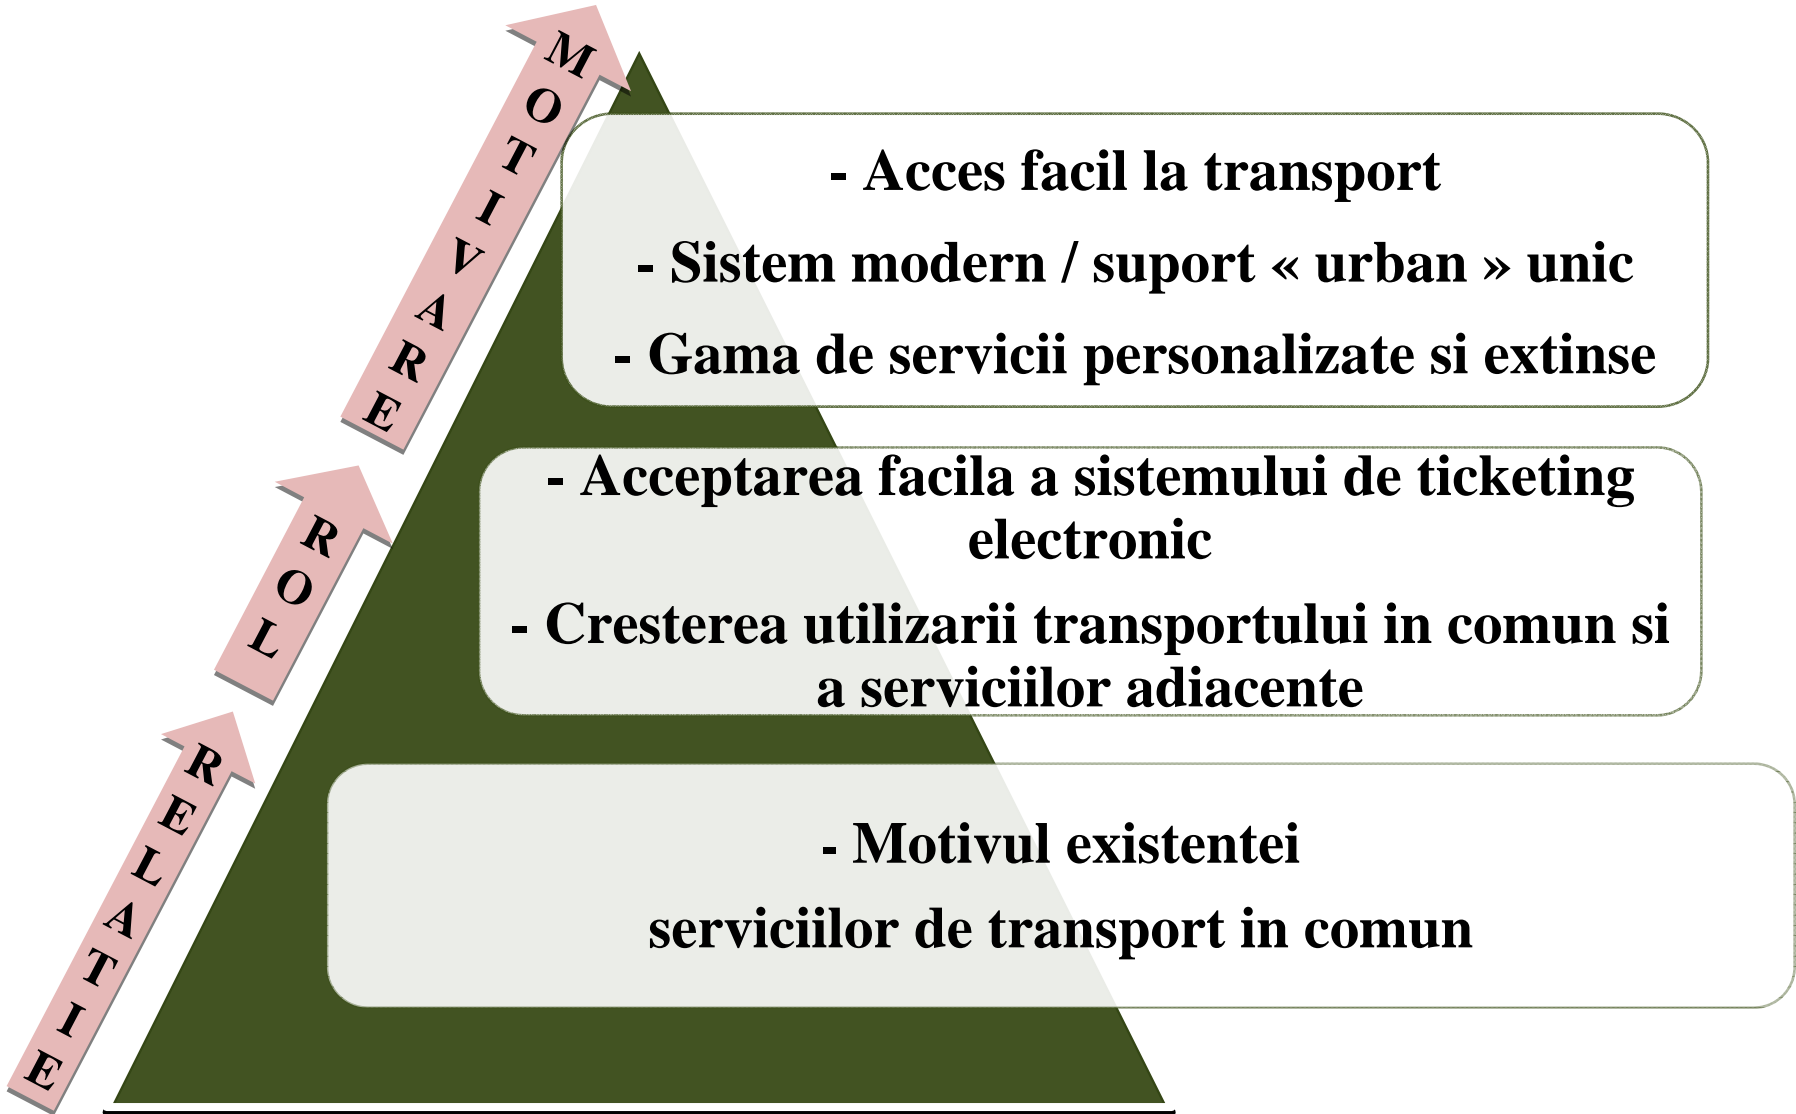 MOTIVARE
- Acces facil la transport
- Sistem modern / suport « urban » unic
- Gama de servicii personalizate si extinse
ROL
- Acceptarea facila a sistemului de ticketing
electronic
- Cresterea utilizarii transportului in comun si
a serviciilor adiacente
RELATIE
- Motivul existentei
serviciilor de transport in comun